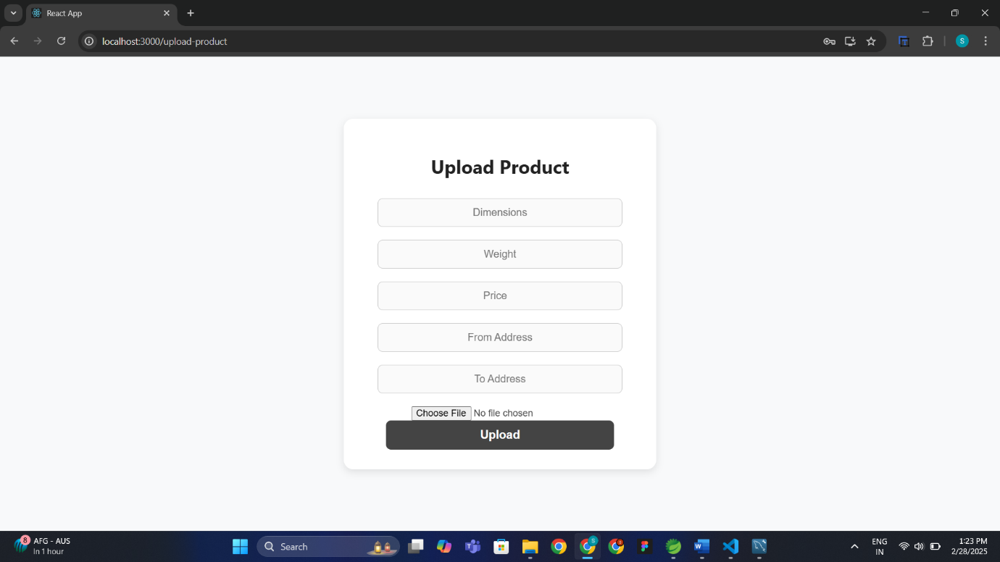 React App
localhost:3000/upload-product
S
Upload Product
Dimensions
Weight
Price
From Address
To Address
Choose File No file chosen
Upload
8
AFG - AUS
In 1 hour
Search
S
W
ENG
IN
1:23 PM
2/28/2025